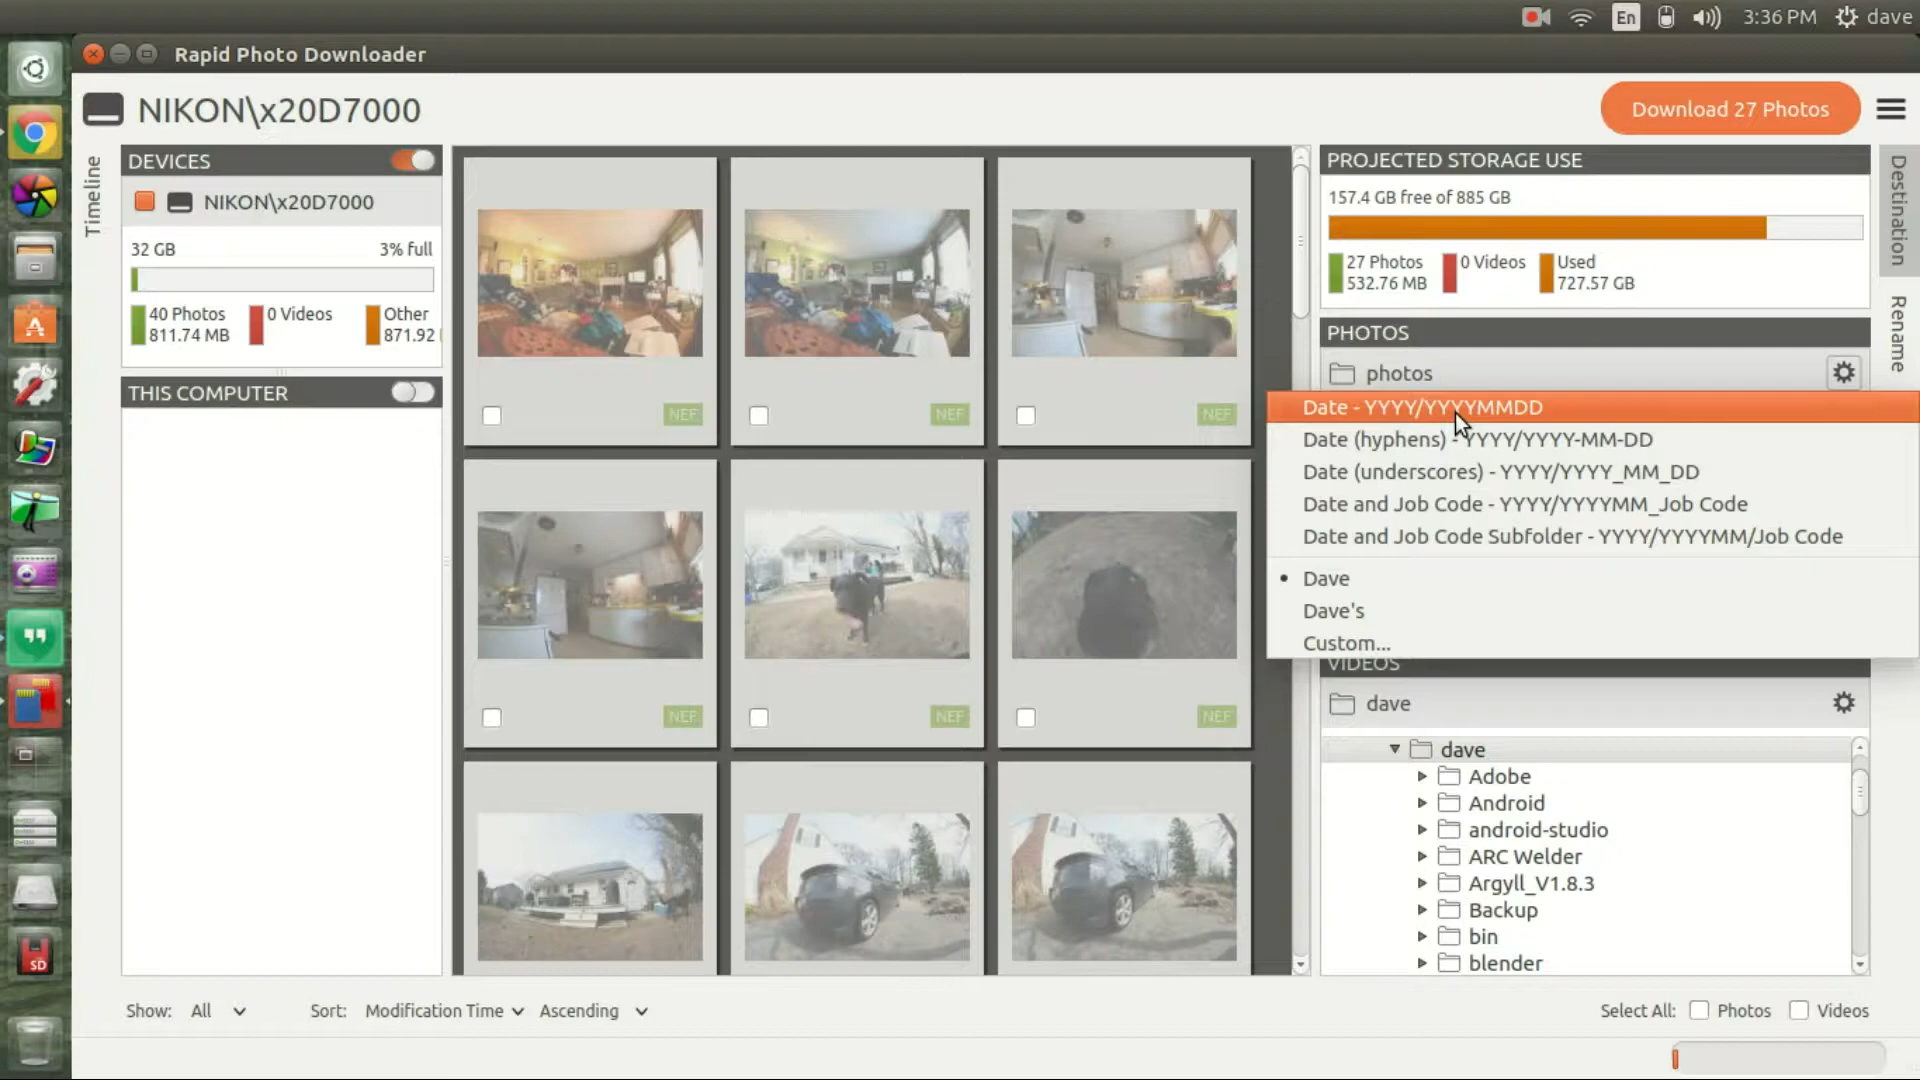 En
3:36 PM
dave
Rapid Photo Downloader
NIKON\x20D7000
Download 27 Photos
Timeline
DEVICES
NIKON\x20D7000
32 GB
3% full
40 Photos
811.74 MB
0 Videos
Other
871.92
THIS COMPUTER
NEF
NEF
NEF
NEF
NEF
NEF
PROJECTED STORAGE USE
157.4 GB free of 885 GB
27 Photos
532.76 MB
0 Videos
Used
727.57 GB
Destination
Rename
PHOTOS
photos
Date - YYYY/YYYYMMDD
Date (hyphens) - YYYY/YYYY-MM-DD
Date (underscores) - YYYY/YYYY_MM_DD
Date and Job Code - YYYY/YYYYMM_Job Code
Date and Job Code Subfolder - YYYY/YYYYMM/Job Code
Dave
Dave's
Custom...
VIDEOS
dave
dave
Adobe
Android
android-studio
ARC Welder
Argyll_V1.8.3
Backup
bin
blender
SD
Show: All
Sort: Modification Time
Ascending
Select All:
Photos
Videos